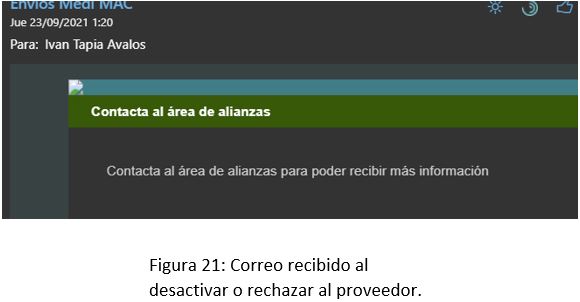 Envios Medi MAC
Jue 23/09/2021 1:20
Para: Ivan Tapia Avalos
Contacta al área de alianzas
Contacta al área de alianzas para poder recibir más información
Figura 21: Correo recibido al
desactivar o rechazar al proveedor.